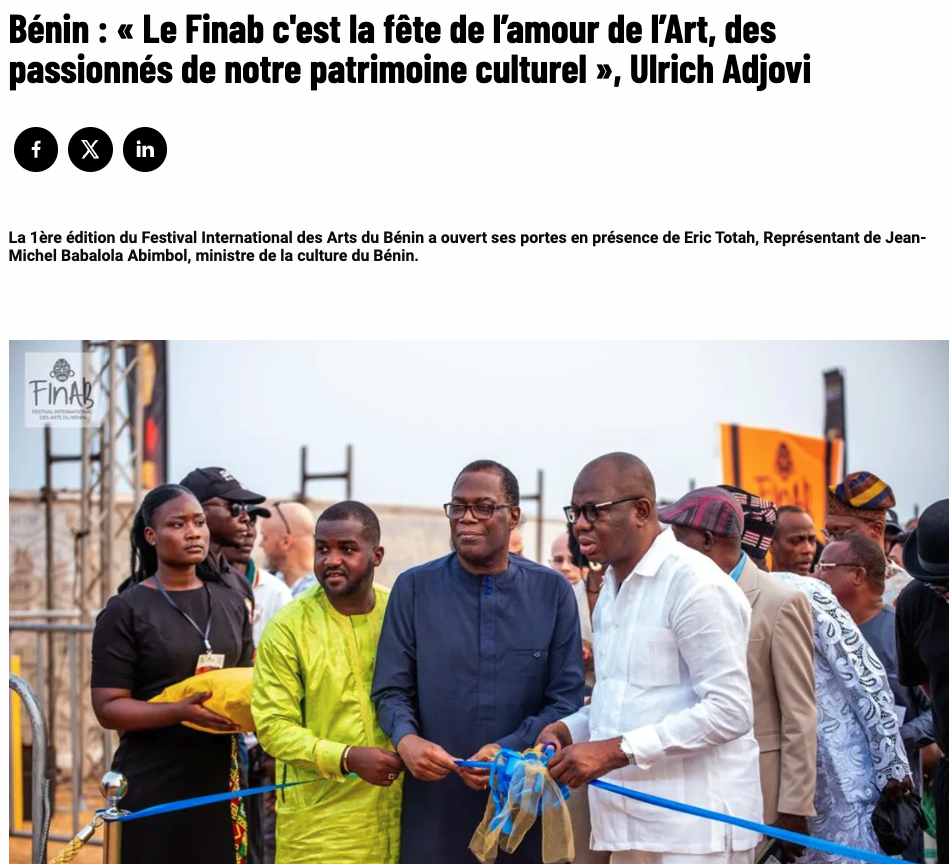 Bénin : « Le Finab c'est la fête de l’amour de l’Art, des
passionnés de notre patrimoine culturel », Ulrich Adjovi
La 1ère édition du Festival International des Arts du Bénin a ouvert ses portes en présence de Eric Totah, Représentant de Jean-
Michel Babalola Abimbol, ministre de la culture du Bénin.
FInAB
FESTIVAL INTERNATIONAL
DES ARTS DU BÉNIN
FInAB